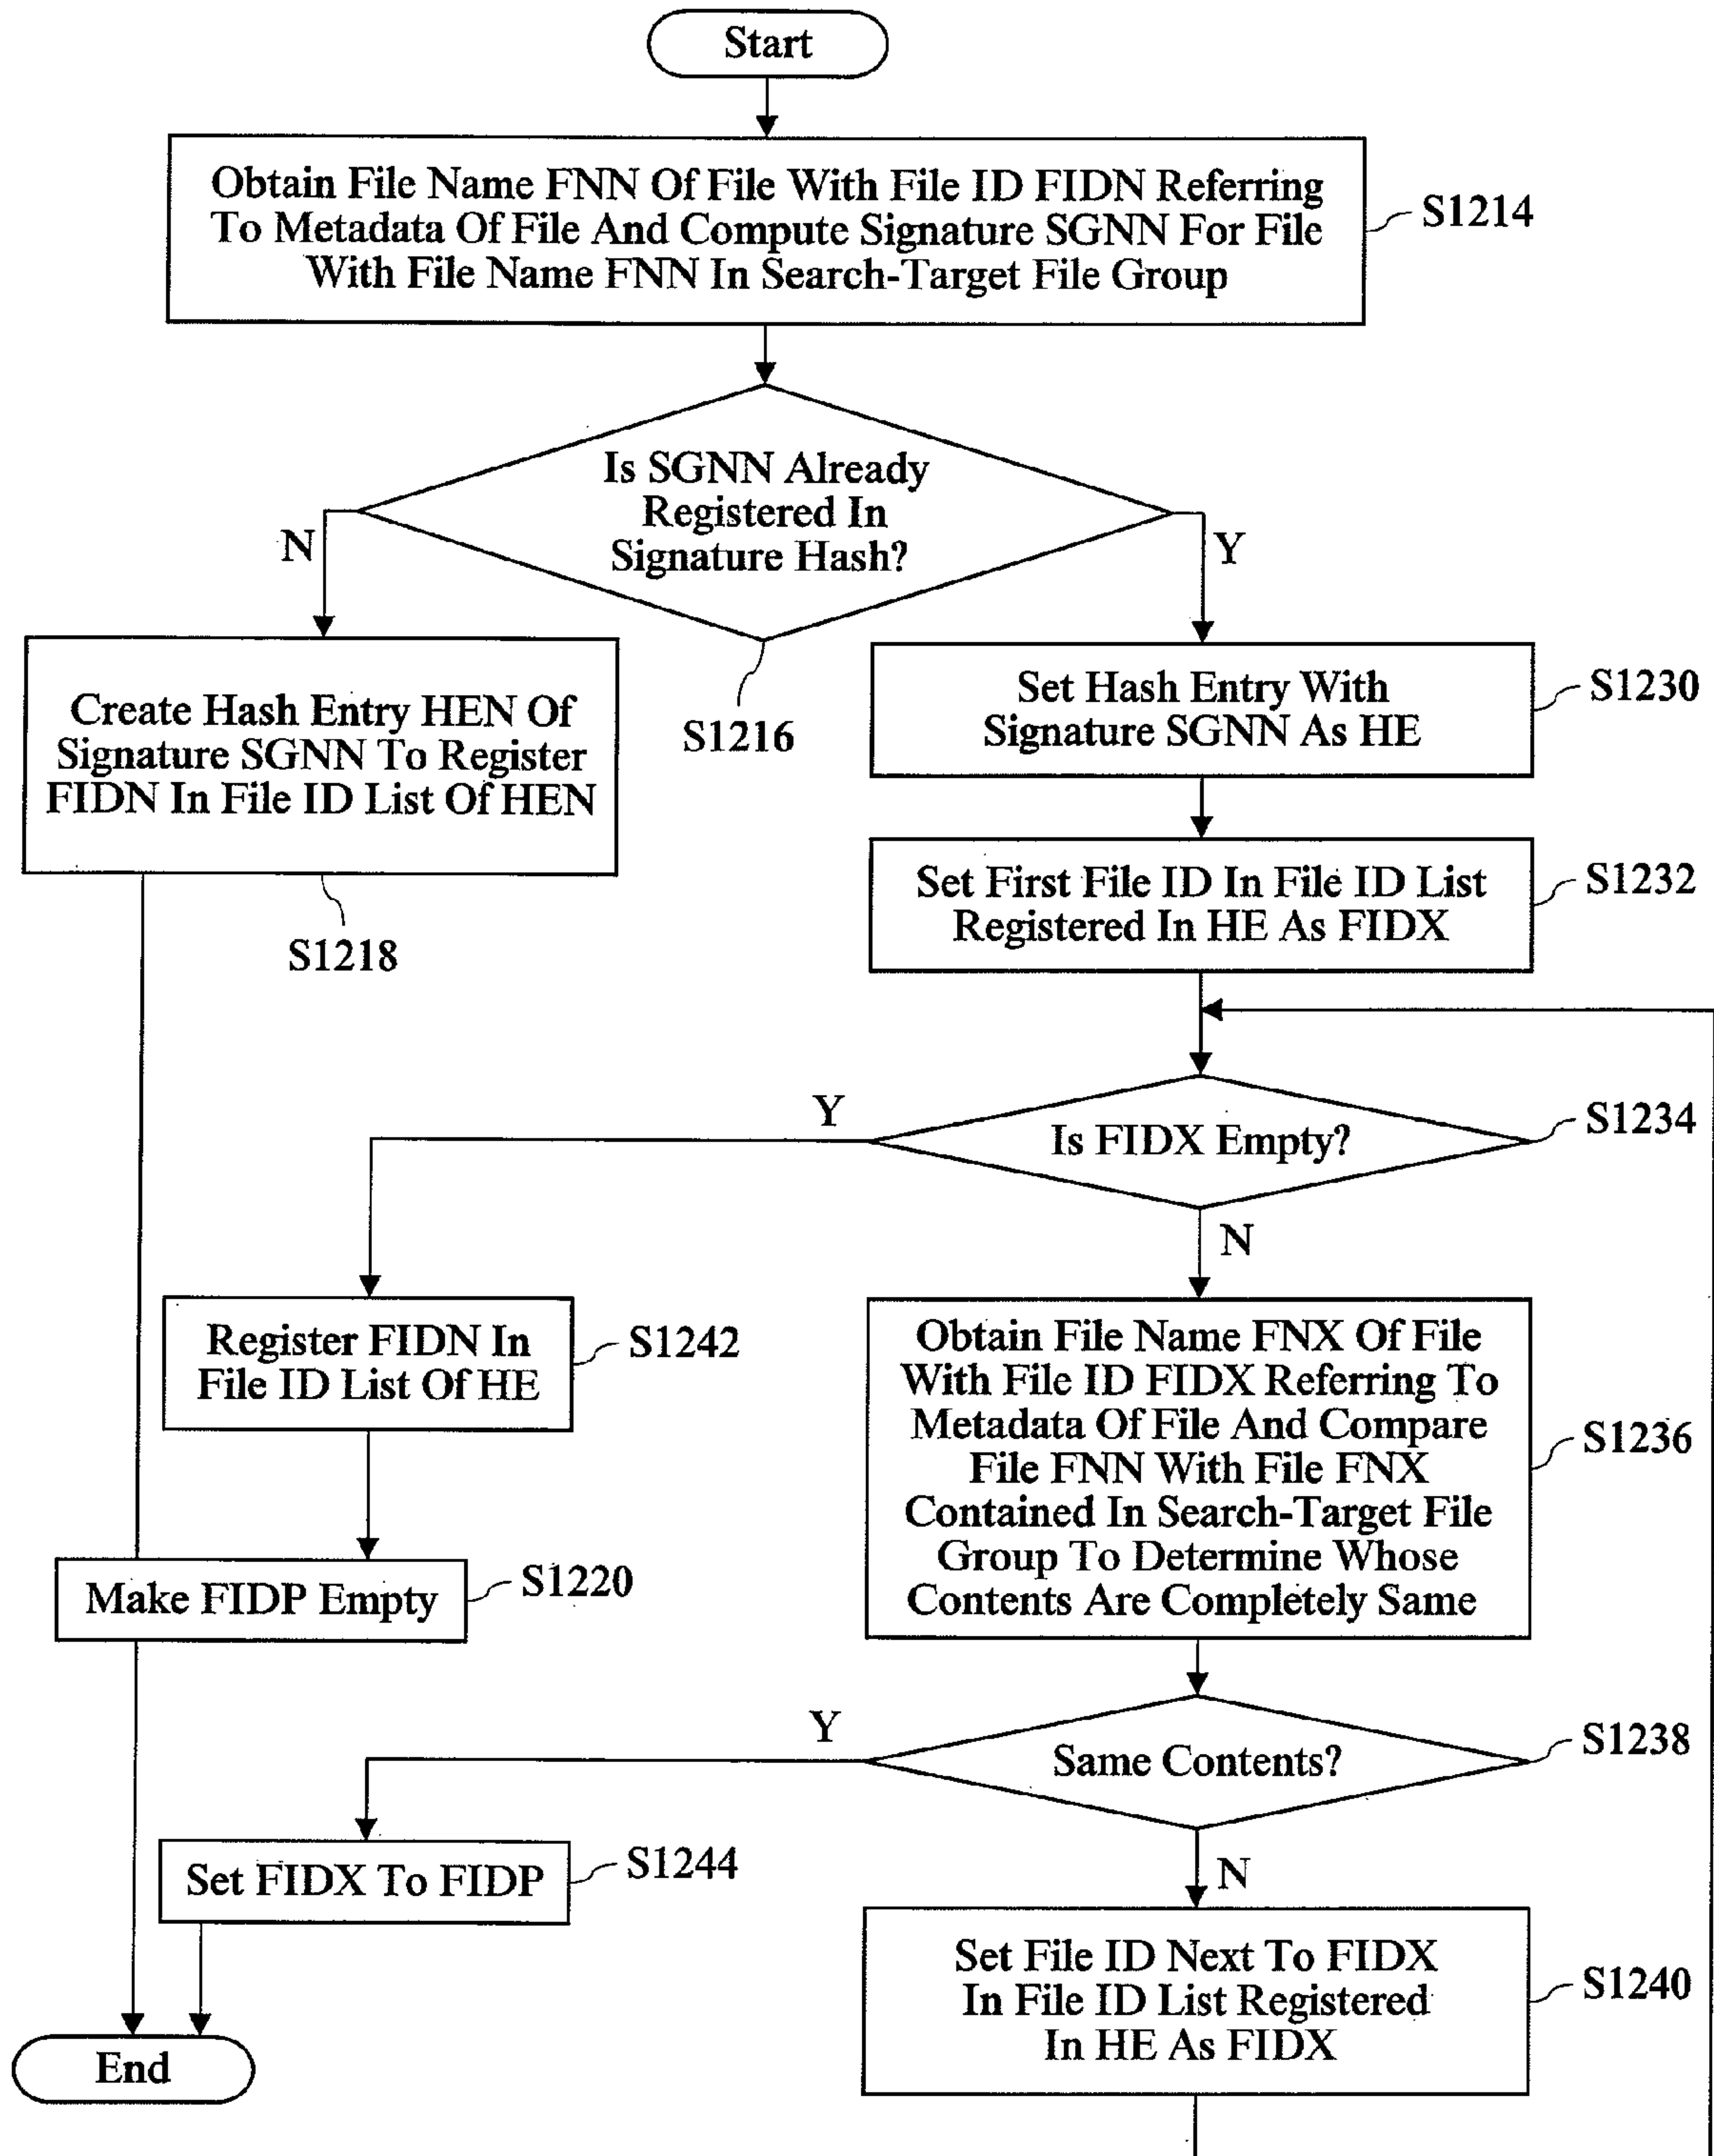 Start
Obtain File Name FNN Of File With File ID FIDN Referring
To Metadata Of File And Compute Signature SGNN For File
With File Name FNN In Search-Target File Group
S1214
Is SGNN Already
Registered In
Signature Hash?
N
Y
S1216
Create Hash Entry HEN Of
Signature SGNN To Register
FIDN In File ID List Of HEN
S1218
Set Hash Entry With
Signature SGNN As HE
S1230
Set First File ID In File ID List
Registered In HE As FIDX
S1232
Is FIDX Empty?
S1234
Y
N
Register FIDN In
File ID List Of HE
S1242
Obtain File Name FNX Of File
With File ID FIDX Referring To
Metadata Of File And Compare
File FNN With File FNX
Contained In Search-Target File
Group To Determine Whose
Contents Are Completely Same
S1236
Make FIDP Empty
S1220
Same Contents?
S1238
Y
N
Set FIDX To FIDP
S1244
Set File ID Next To FIDX
In File ID List Registered
In HE As FIDX
S1240
End